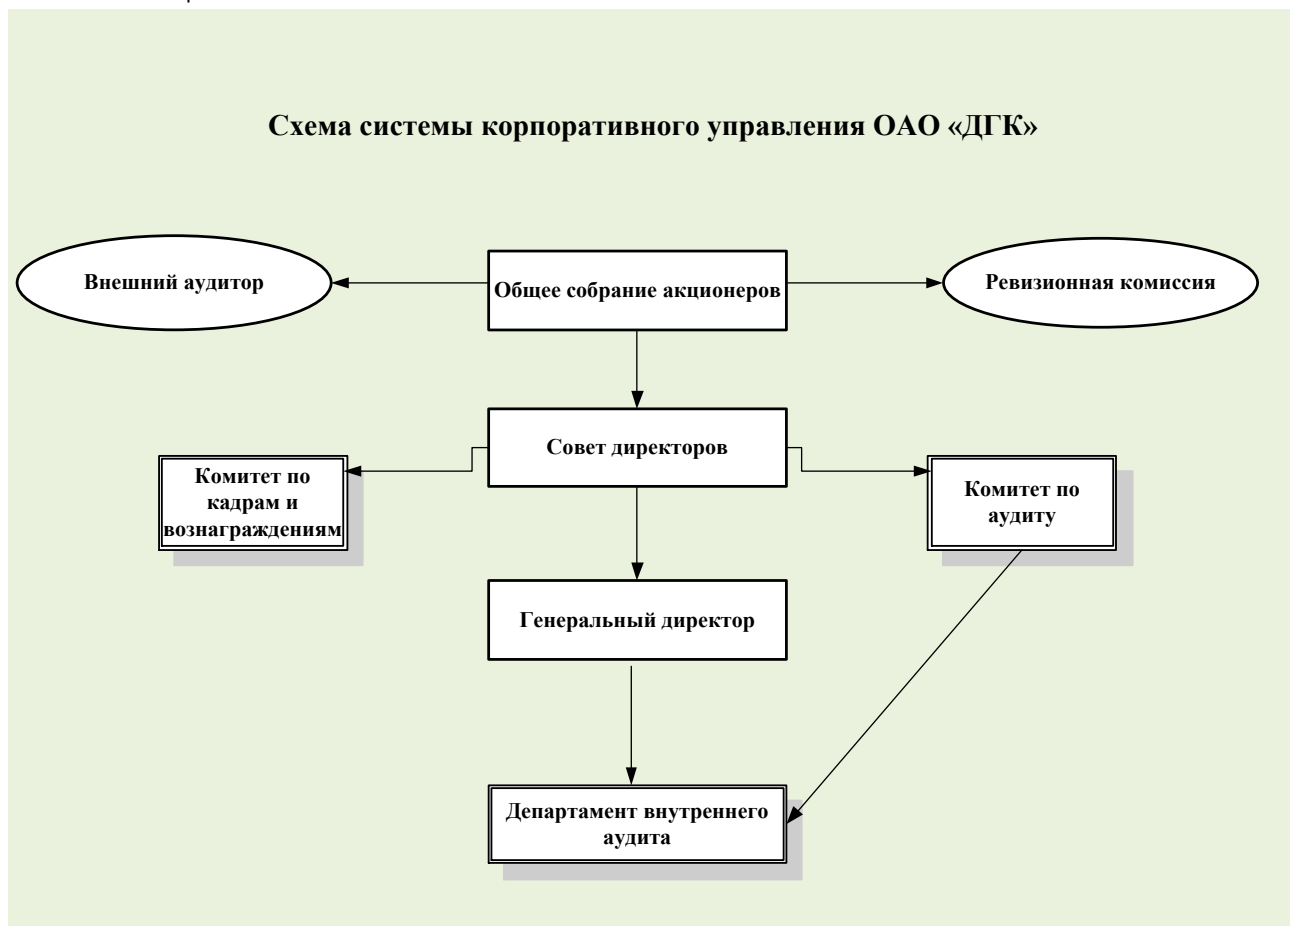 Схема системы корпоративного управления ОАО «ДГК»
Внешний аудитор
Общее собрание акционеров
Ревизионная комиссия
Совет директоров
Комитет по
кадрам и
вознаграждениям
Комитет по
аудиту
Генеральный директор
Департамент внутреннего
аудита